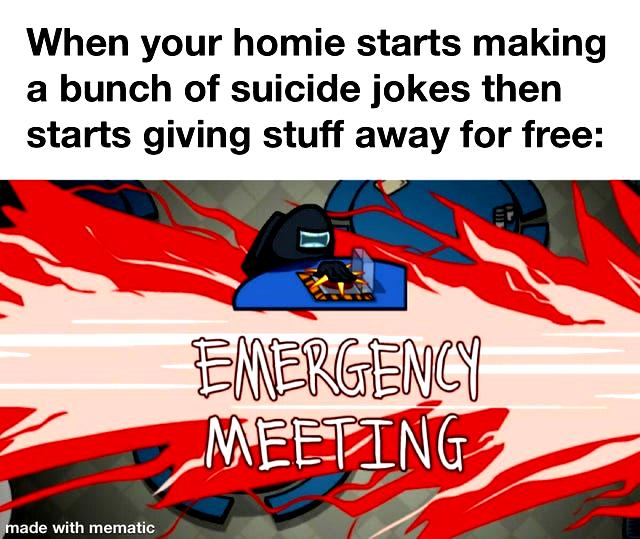 When your homie starts making
a bunch of suicide jokes then
starts giving stuff away for free:
EMERGENCY
MEETING
made with mematic